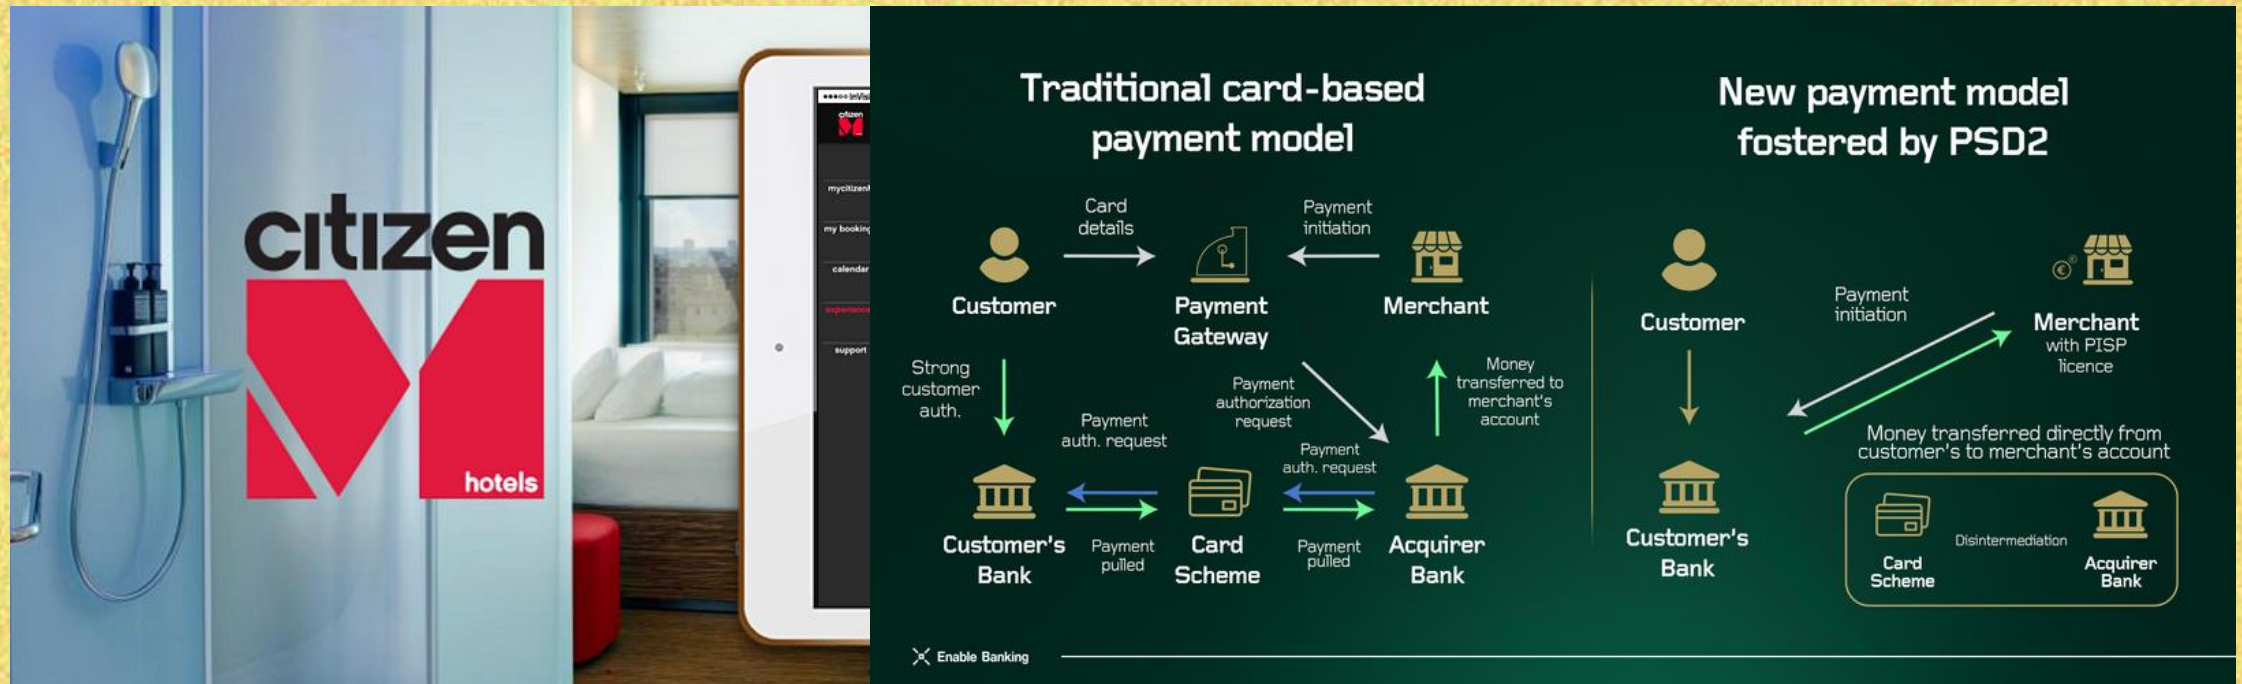 citizen
M
hotels
inVisi
citizen
M
mycitizenM
my booking
calendar
experience
support
Traditional card-based
payment model
Card
details
Payment
initiation
Customer
Payment
Gateway
Merchant
Strong
customer
auth.
Payment
auth. request
Payment
authorization
request
Payment
auth. request
Money
transferred to
merchant's
account
Customer's
Bank
Payment
pulled
Card
Scheme
Payment
pulled
Acquirer
Bank
New payment model
fostered by PSD2
Customer
Payment
initiation
€
€
Merchant
with PISP
licence
Money transferred directly from
customer's to merchant's account
Customer's
Bank
Card
Scheme
Disintermediation
Acquirer
Bank
Enable Banking